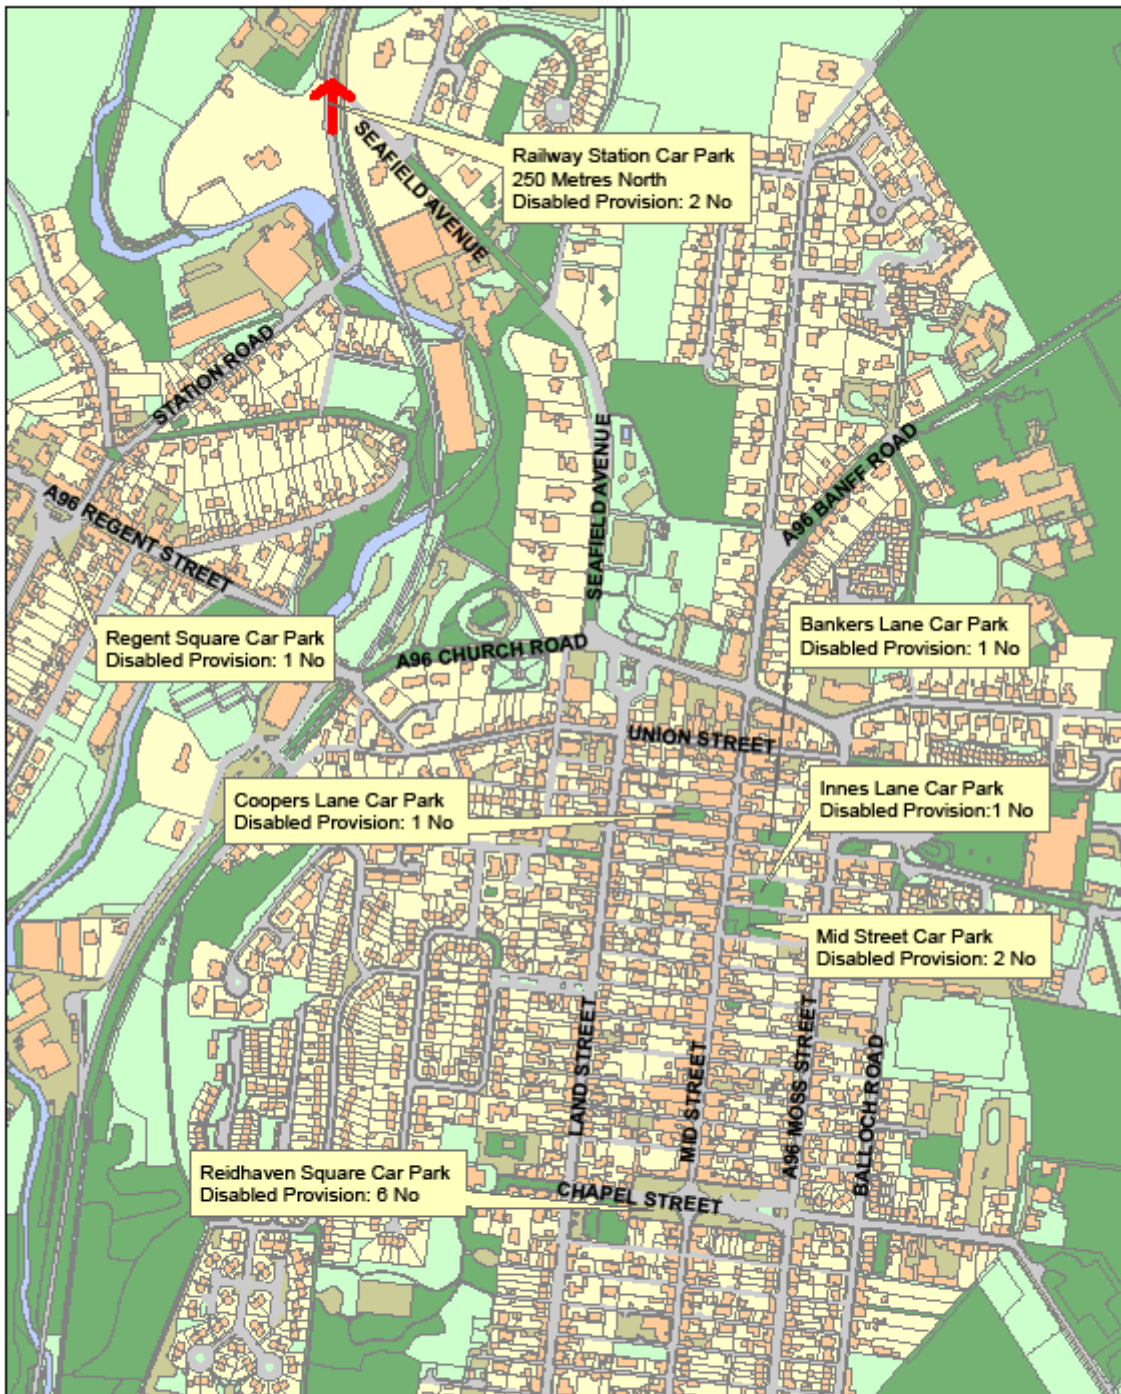 Railway Station Car Park
250 Metres North
Disabled Provision: 2 No
SEAFIELD AVENUE
STATION ROAD
SEAFIELD AVENUE
A96 BANFF ROAD
A96 REGENT STREET
Regent Square Car Park
Disabled Provision: 1 No
A96 CHURCH ROAD
Bankers Lane Car Park
Disabled Provision: 1 No
UNION STREET
Coopers Lane Car Park
Disabled Provision: 1 No
Innes Lane Car Park
Disabled Provision:1 No
Mid Street Car Park
Disabled Provision: 2 No
LAND STREET
MID STREET
A96 MOSS STREET
BALLOCH ROAD
Reidhaven Square Car Park
Disabled Provision: 6 No
CHAPEL STREET